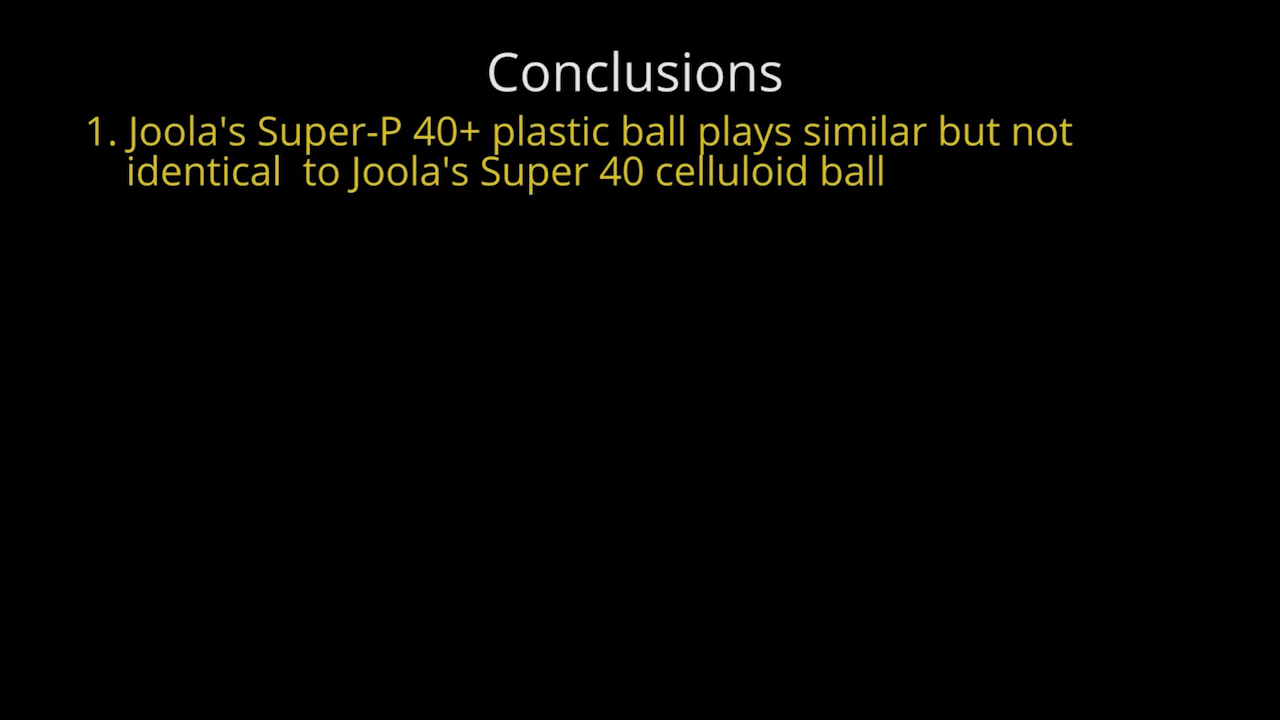 Conclusions
1. Joola's Super-P 40+ plastic ball plays similar but not
identical  to Joola's Super 40 celluloid ball